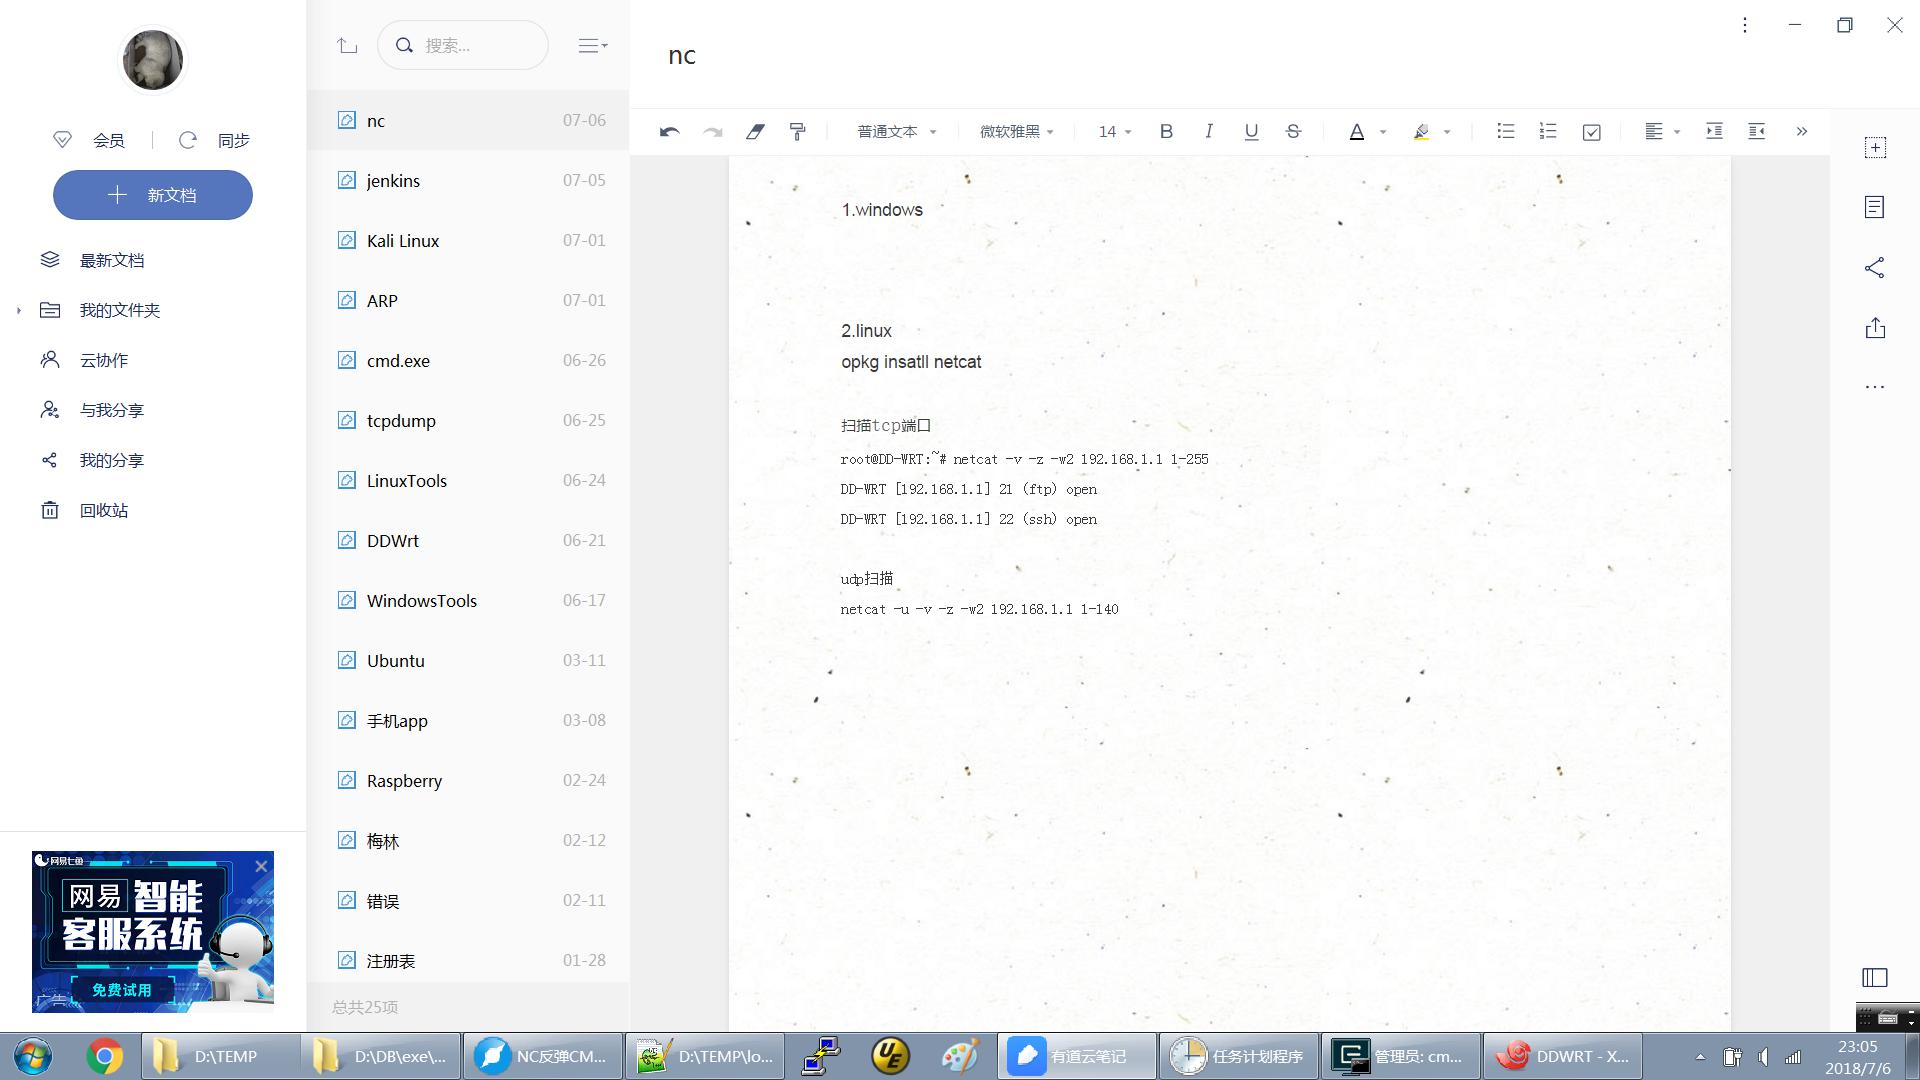 会员
同步
新文档
最新文档
我的文件夹
云协作
与我分享
我的分享
回收站
网易七鱼
网易 智能
客服系统
免费试用
广告
搜索...
nc 07-06
jenkins 07-05
Kali Linux 07-01
ARP 07-01
cmd.exe 06-26
tcpdump 06-25
LinuxTools 06-24
DDWrt 06-21
WindowsTools 06-17
Ubuntu 03-11
手机app 03-08
Raspberry 02-24
梅林 02-12
错误 02-11
注册表 01-28
总共25项
nc
普通文本 微软雅黑 14 B I U S A
1.windows
2.linux
opkg insatll netcat
扫描tcp端口
root@DD-WRT:~# netcat -v -z -w2 192.168.1.1 1-255
DD-WRT [192.168.1.1] 21 (ftp) open
DD-WRT [192.168.1.1] 22 (ssh) open
udp扫描
netcat -u -v -z -w2 192.168.1.1 1-140
D:\TEMP
D:\DB\exe\...
NC反弹CM...
D:\TEMP\lo...
UE
有道云笔记
任务计划程序
管理员: cm...
DDWRT - X...
23:05
2018/7/6